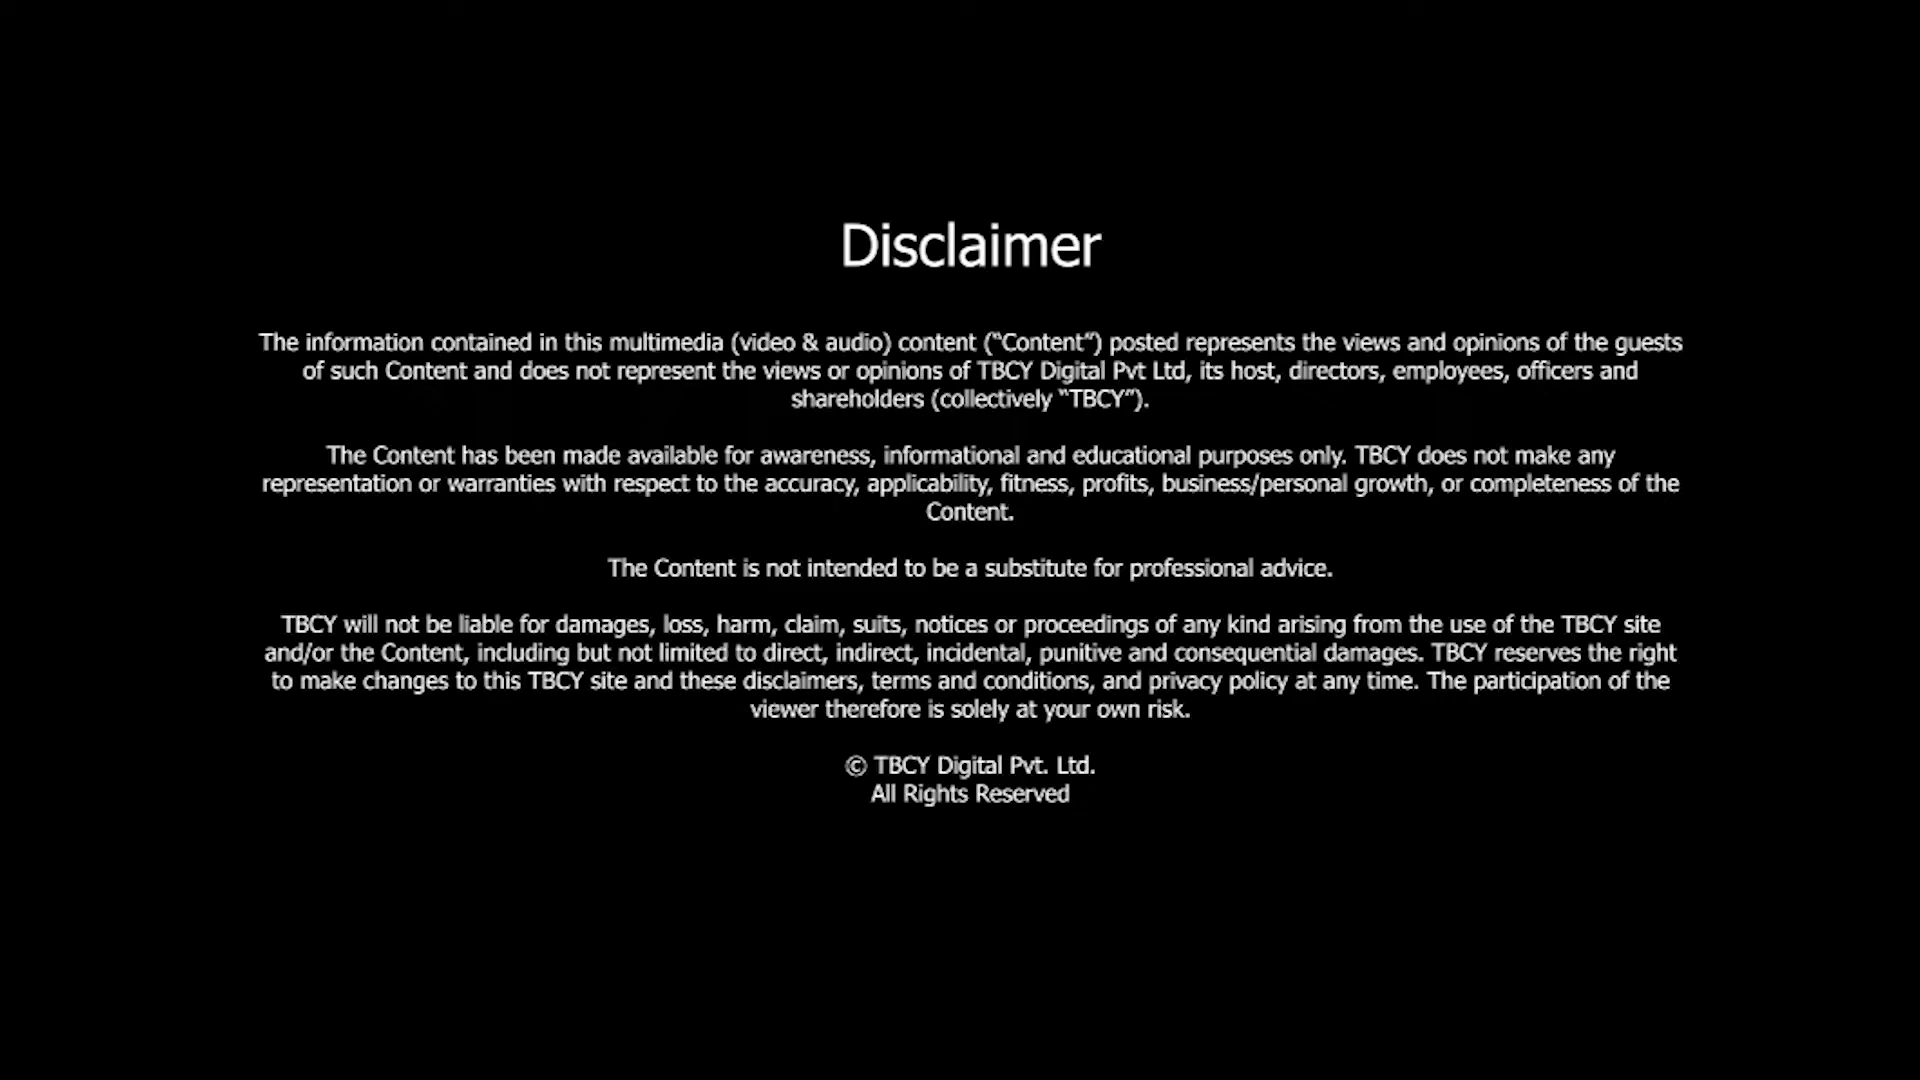 Disclaimer
The information contained in this multimedia (video & audio) content (“Content”) posted represents the views and opinions of the guests
of such Content and does not represent the views or opinions of TBCY Digital Pvt Ltd, its host, directors, employees, officers and
shareholders (collectively “TBCY”).
The Content has been made available for awareness, informational and educational purposes only. TBCY does not make any
representation or warranties with respect to the accuracy, applicability, fitness, profits, business/personal growth, or completeness of the
Content.
The Content is not intended to be a substitute for professional advice.
TBCY will not be liable for damages, loss, harm, claim, suits, notices or proceedings of any kind arising from the use of the TBCY site
and/or the Content, including but not limited to direct, indirect, incidental, punitive and consequential damages. TBCY reserves the right
to make changes to this TBCY site and these disclaimers, terms and conditions, and privacy policy at any time. The participation of the
viewer therefore is solely at your own risk.
© TBCY Digital Pvt. Ltd.
All Rights Reserved